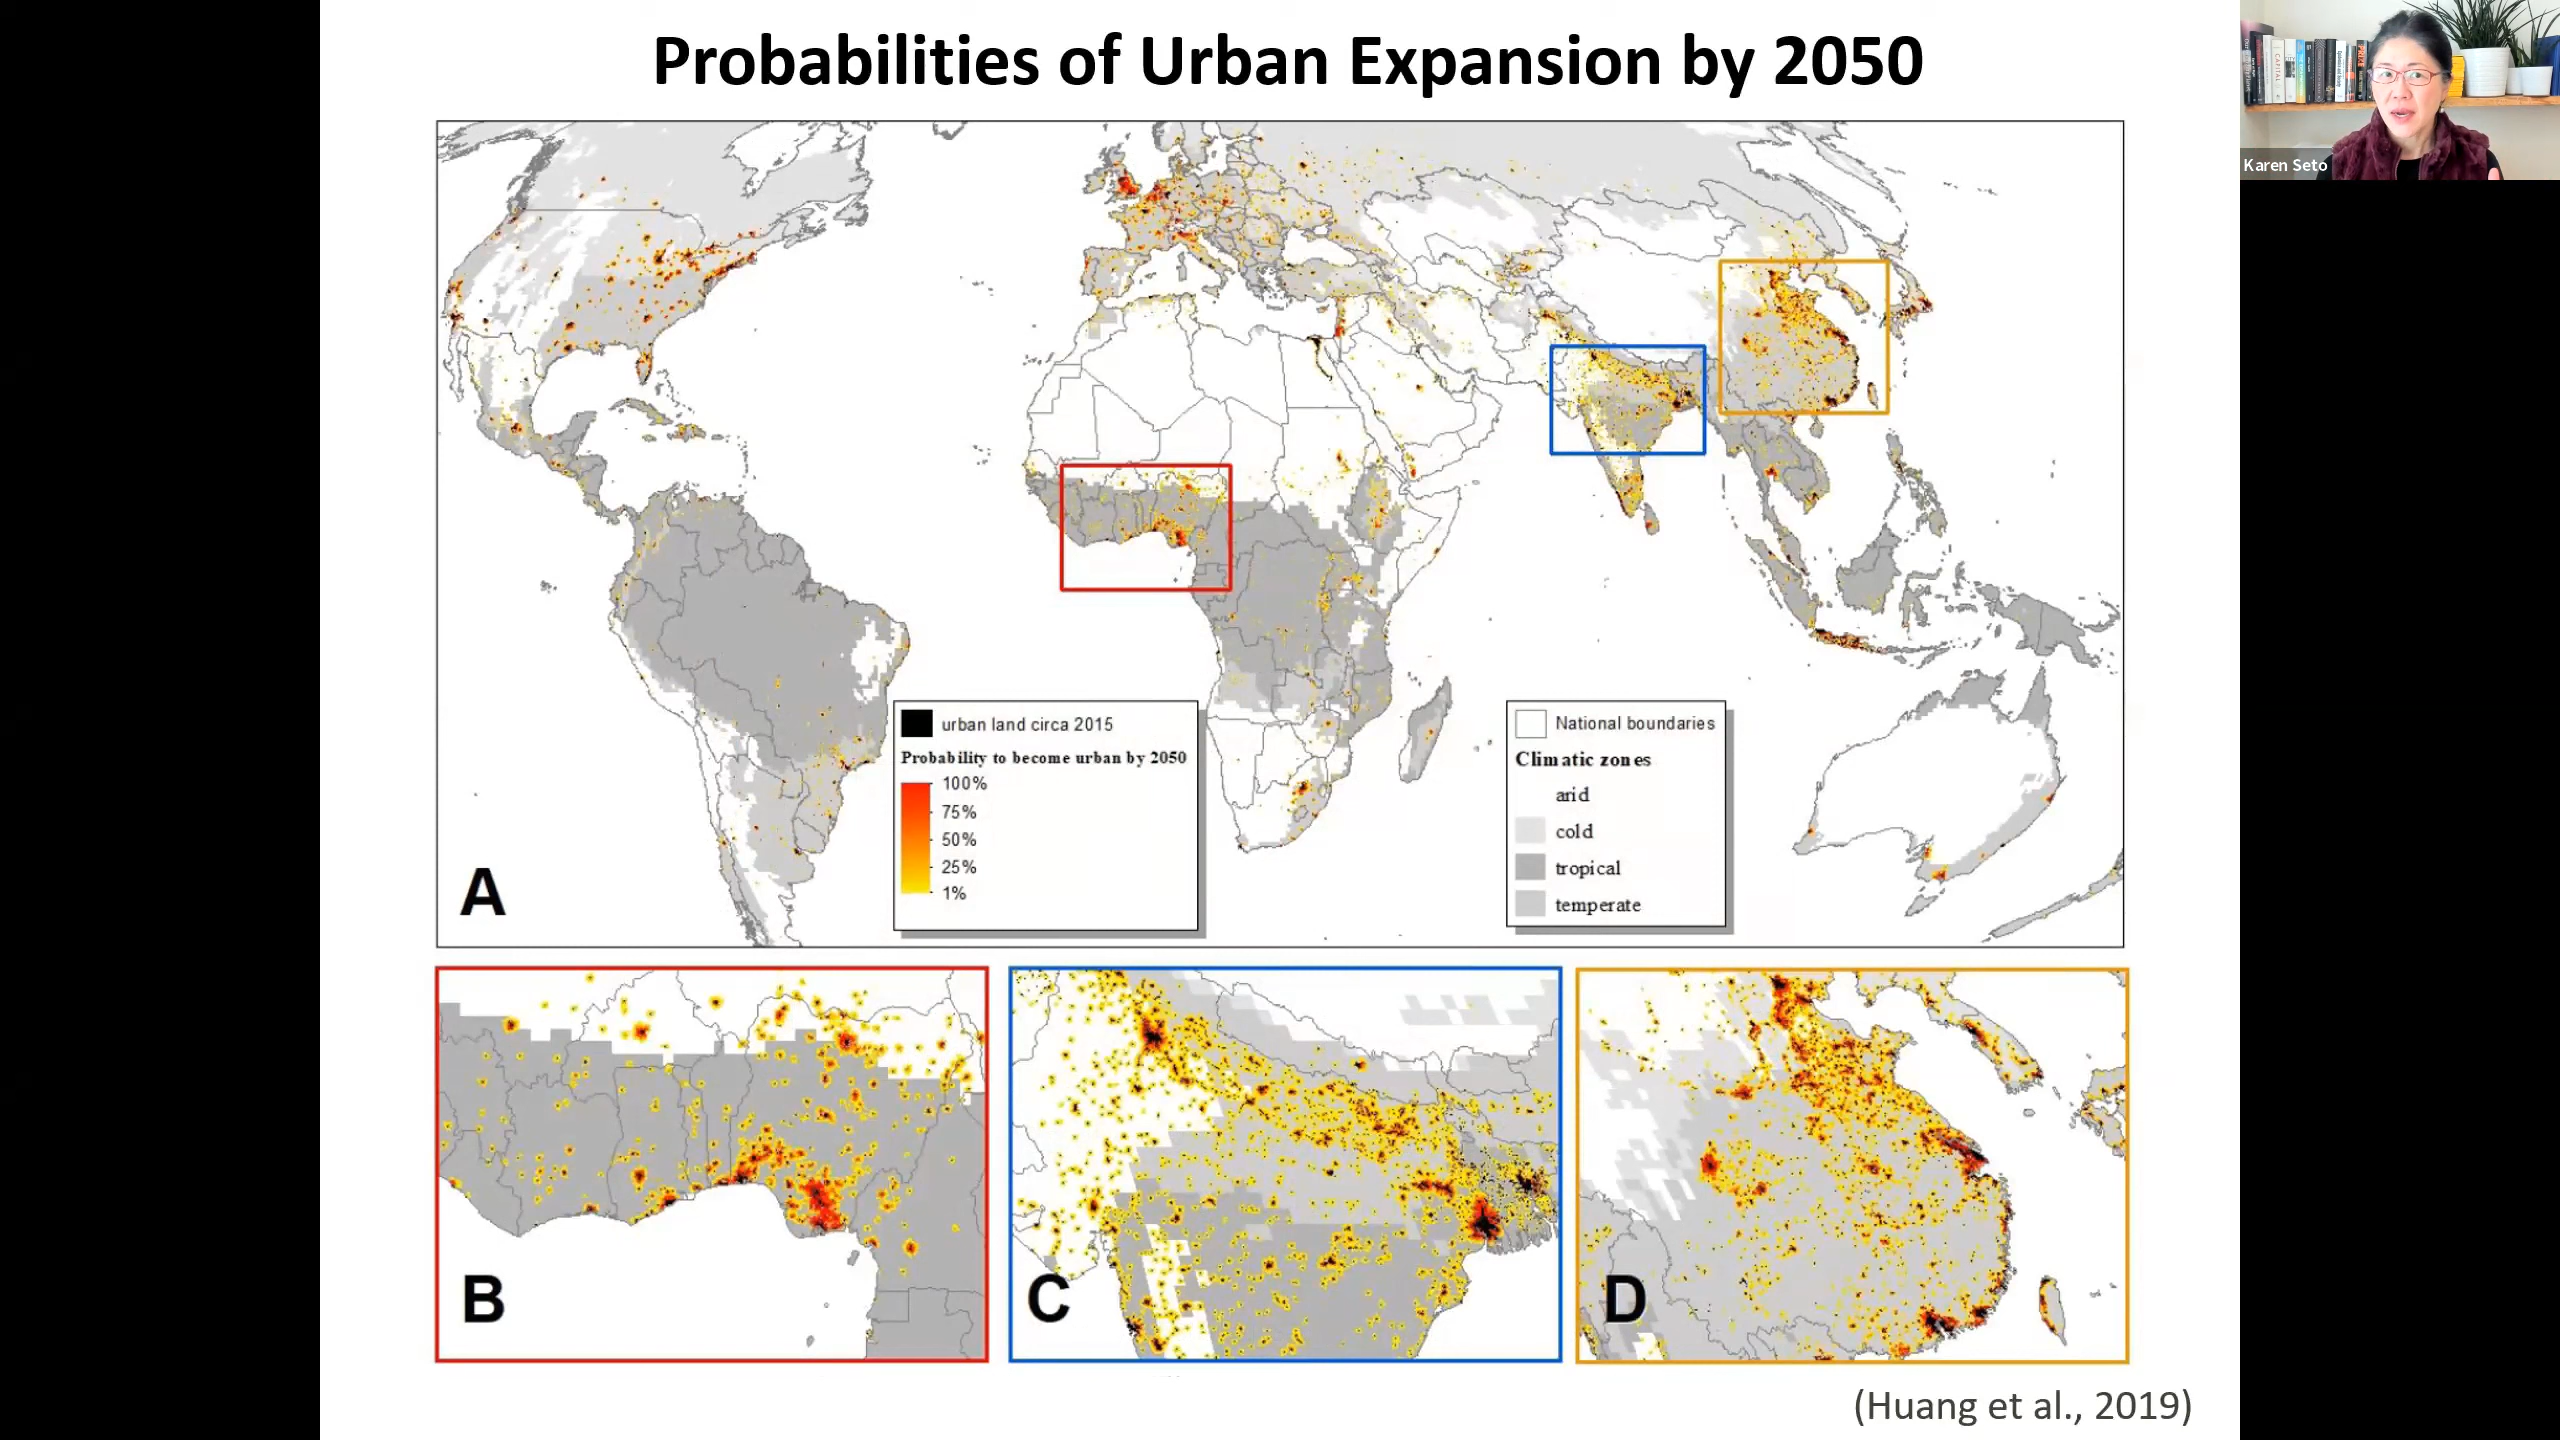 Probabilities of Urban Expansion by 2050
Karen Seto
urban land circa 2015
Probability to become urban by 2050
100%
75%
50%
25%
1%
National boundaries
Climatic zones
arid
cold
tropical
temperate
A
B
C
D
(Huang et al., 2019)
CAPITAL